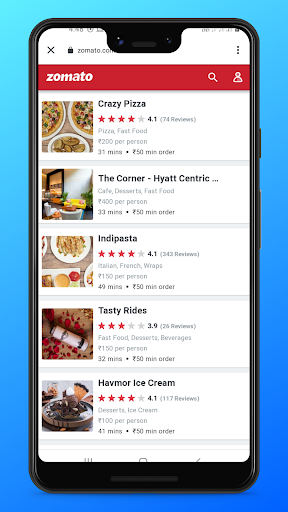 zomato.com
zomato
Crazy Pizza
4.1 (74 Reviews)
Pizza, Fast Food
₹200 per person
31 mins • ₹50 min order
The Corner - Hyatt Centric ...
Cafe, Desserts, Fast Food
₹400 per person
33 mins • ₹50 min order
Indipasta
4.1 (343 Reviews)
Italian, French, Wraps
₹150 per person
49 mins • ₹50 min order
Tasty Rides
3.9 (26 Reviews)
Fast Food, Desserts, Beverages
₹150 per person
32 mins • ₹50 min order
Havmor Ice Cream
4.1 (117 Reviews)
Desserts, Ice Cream
₹100 per person
41 mins • ₹50 min order